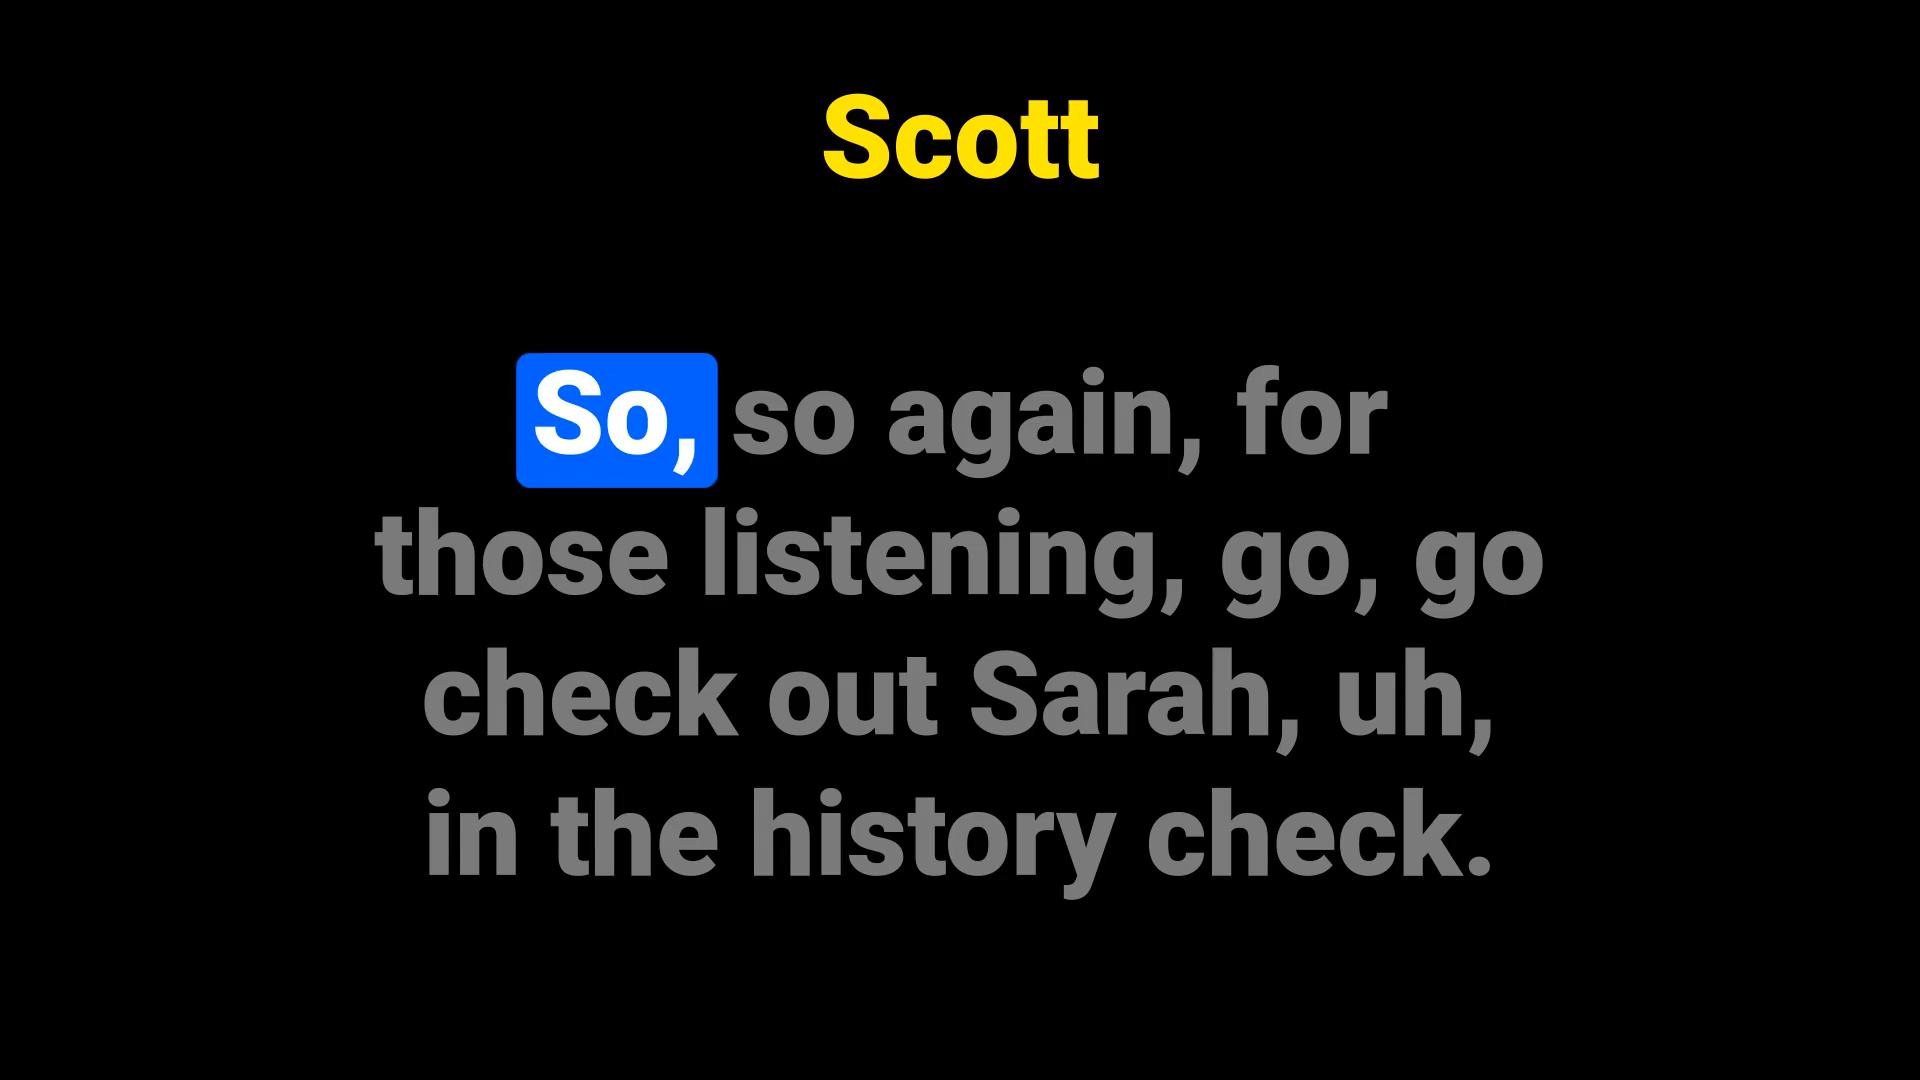 Scott
So, so again, for
those listening, go, go
check out Sarah, uh,
in the history check.